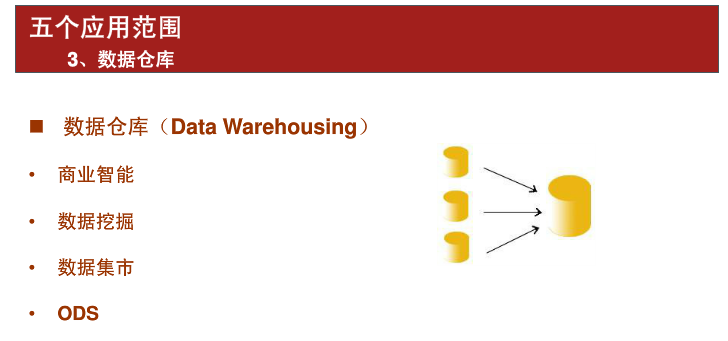 五个应用范围
3、数据仓库
■ 数据仓库（Data Warehousing）
• 商业智能
• 数据挖掘
• 数据集市
• ODS